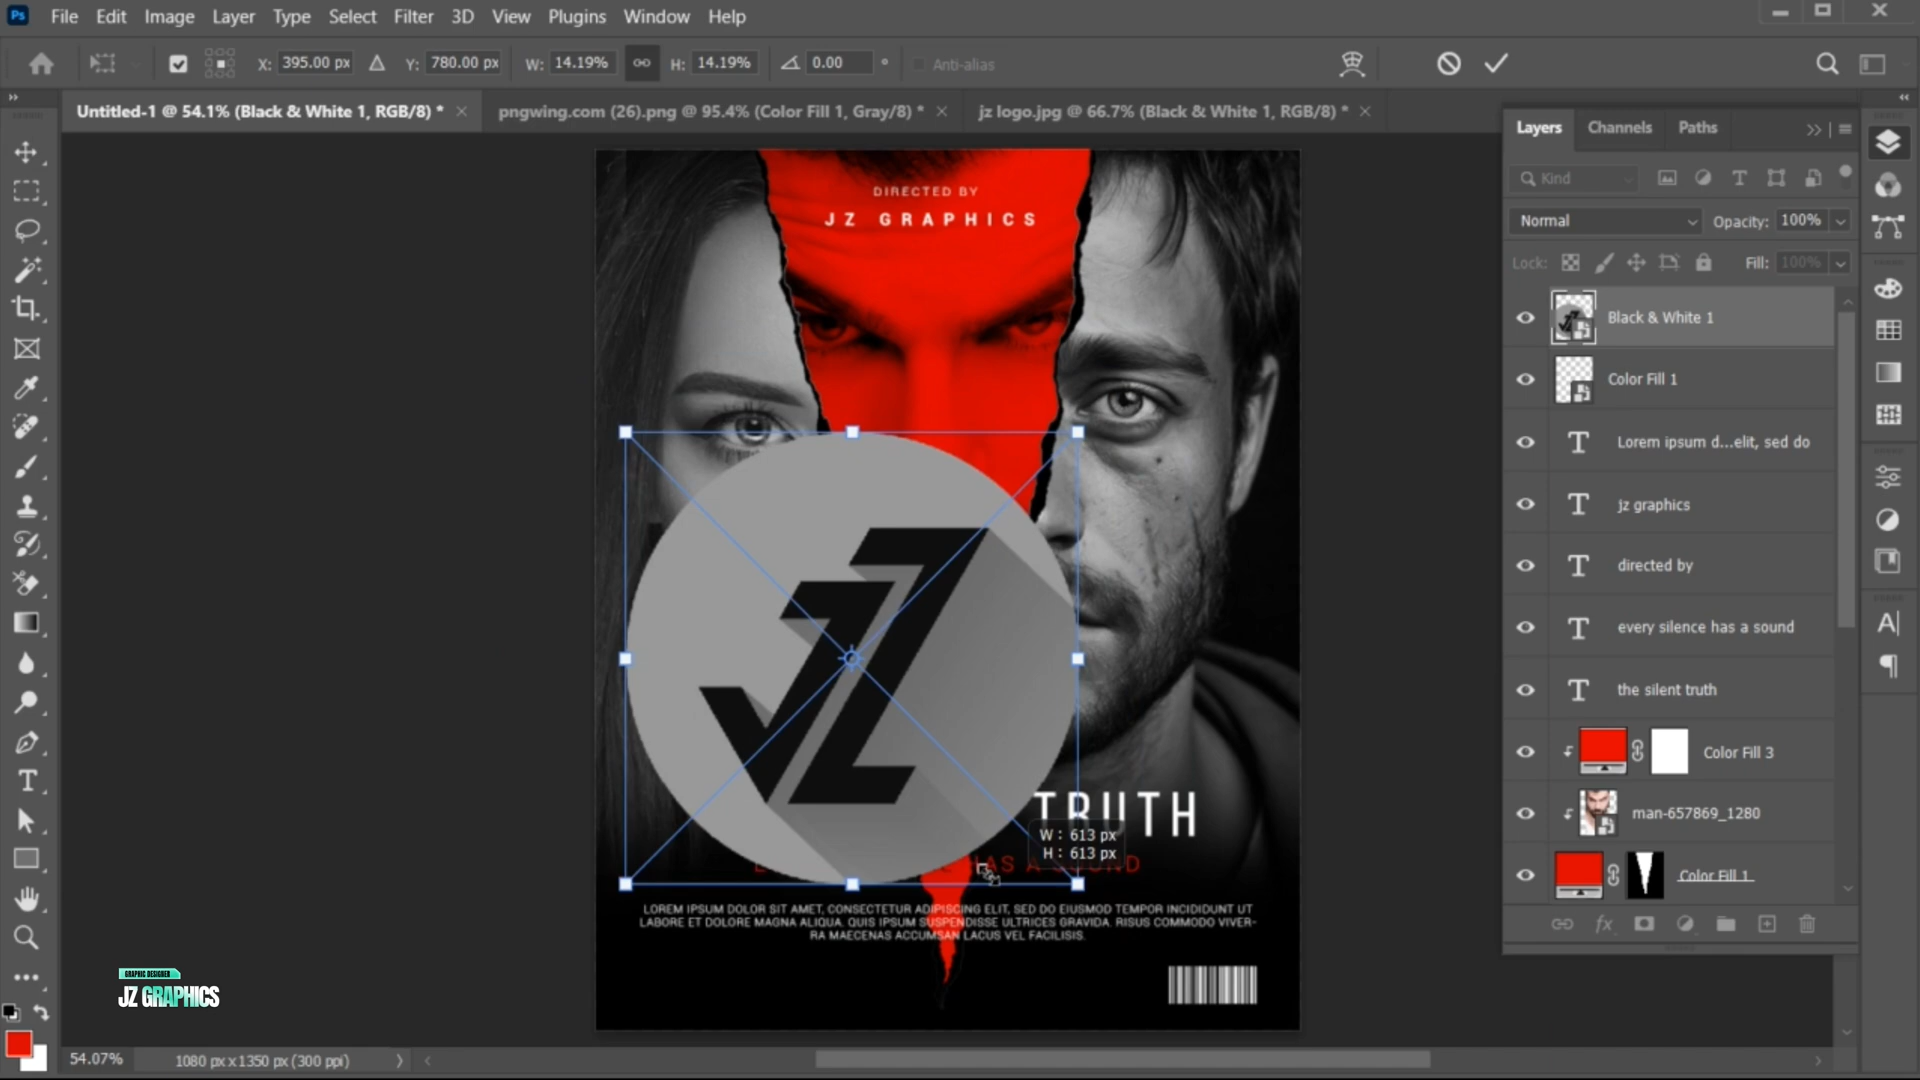 Ps File Edit Image Layer Type Select Filter 3D View Plugins Window Help
X: 395.00 px Y: 780.00 px W: 14.19% H: 14.19% 0.00 ° Anti-alias
Untitled-1 @ 54.1% (Black & White 1, RGB/8) * pngwing.com (26).png @ 95.4% (Color Fill 1, Gray/8) * jz logo.jpg @ 66.7% (Black & White 1, RGB/8) *
DIRECTED BY
JZ GRAPHICS
JZ
TRUTH
W: 613 px
H: 613 px
HAS A SOUND
LOREM IPSUM DOLOR SIT AMET, CONSECTETUR ADIPISCING ELIT, SED DO EIUSMOD TEMPOR INCIDIDUNT UT
LABORE ET DOLORE MAGNA ALIQUA. QUIS IPSUM SUSPENDISSE ULTRICES GRAVIDA. RISUS COMMODO VIVER-
RA MAECENAS ACCUMSAN LACUS VEL FACILISIS.
Layers Channels Paths
Kind
Normal Opacity: 100%
Lock: Fill: 100%
Black & White 1
Color Fill 1
Lorem ipsum d...elit, sed do
jz graphics
directed by
every silence has a sound
the silent truth
Color Fill 3
man-657869_1280
Color Fill 1
fx
GRAPHIC DESIGNER
JZ GRAPHICS
54.07% 1080 px x 1350 px (300 ppi)